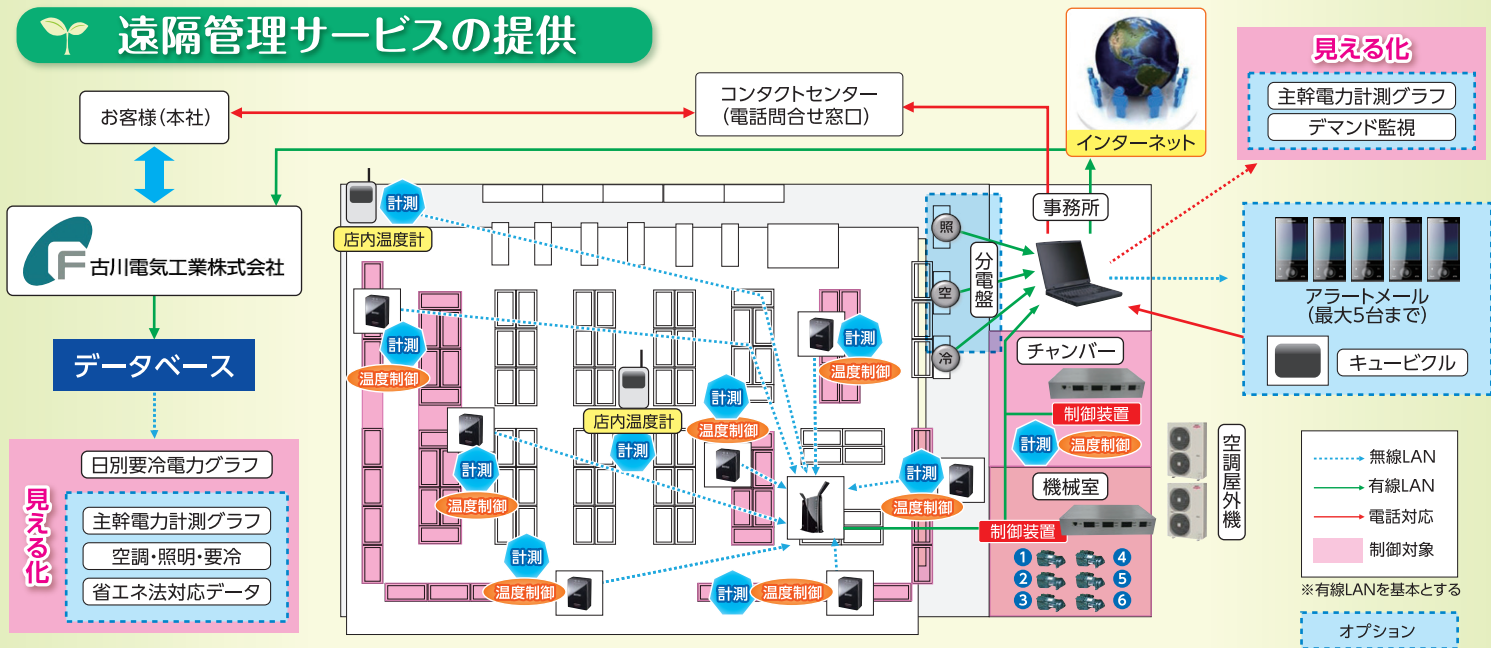 遠隔管理サービスの提供
お客様（本社）
コンタクトセンター
（電話問合せ窓口）
インターネット
見える化
主幹電力計測グラフ
デマンド監視
F 古川電気工業株式会社
データベース
見える化
日別要冷電力グラフ
主幹電力計測グラフ
空調・照明・要冷
省エネ法対応データ
計測
店内温度計
計測
温度制御
計測
温度制御
店内温度計
計測
計測
温度制御
計測
温度制御
計測
温度制御
計測
温度制御
計測
温度制御
照
空
冷
分電盤
事務所
チャンバー
制御装置
計測
温度制御
機械室
制御装置
1
2
3
4
5
6
空調屋外機
アラートメール
（最大5台まで）
キュービクル
無線LAN
有線LAN
電話対応
制御対象
※有線LANを基本とする
オプション